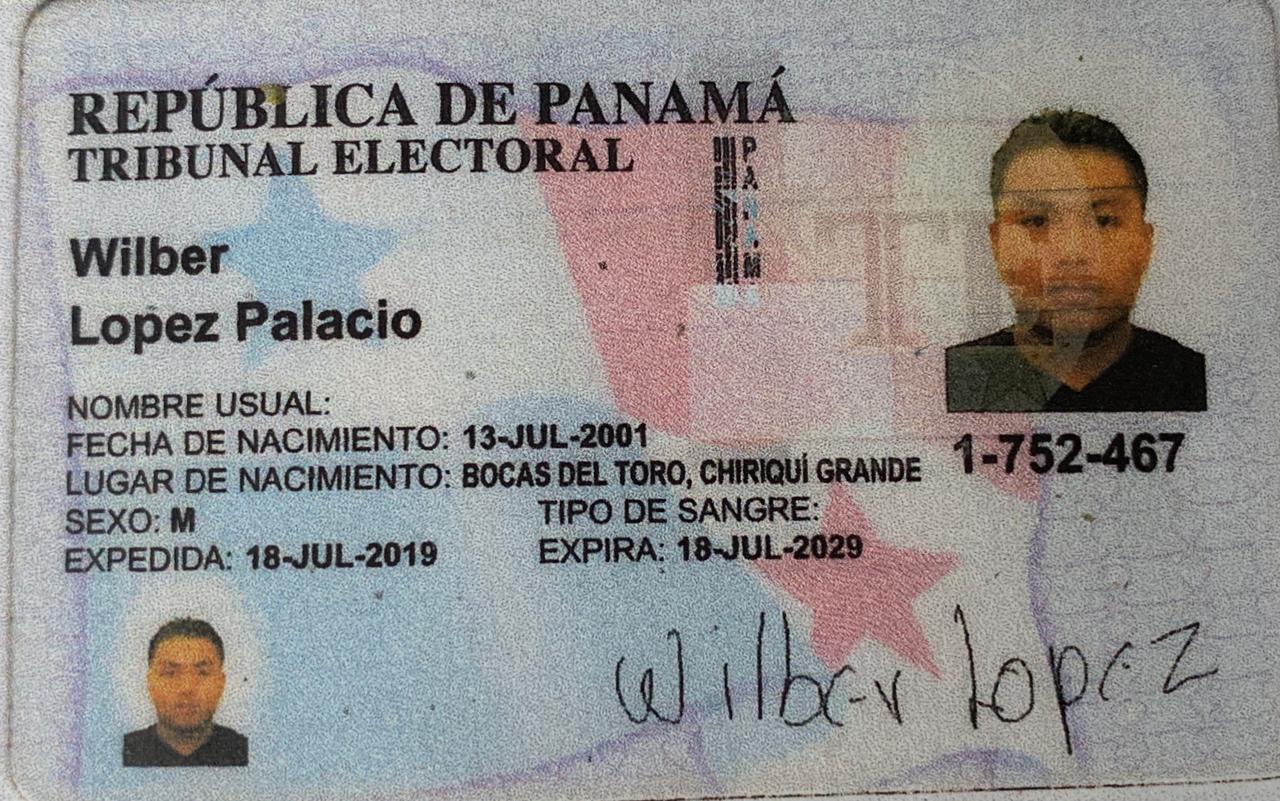 REPÚBLICA DE PANAMÁ
TRIBUNAL ELECTORAL
PANAMÁ
Wilber
Lopez Palacio
NOMBRE USUAL:
FECHA DE NACIMIENTO: 13-JUL-2001
LUGAR DE NACIMIENTO: BOCAS DEL TORO, CHIRIQUÍ GRANDE
SEXO: M
TIPO DE SANGRE:
EXPEDIDA: 18-JUL-2019
EXPIRA: 18-JUL-2029
1-752-467
Wilber Lopez